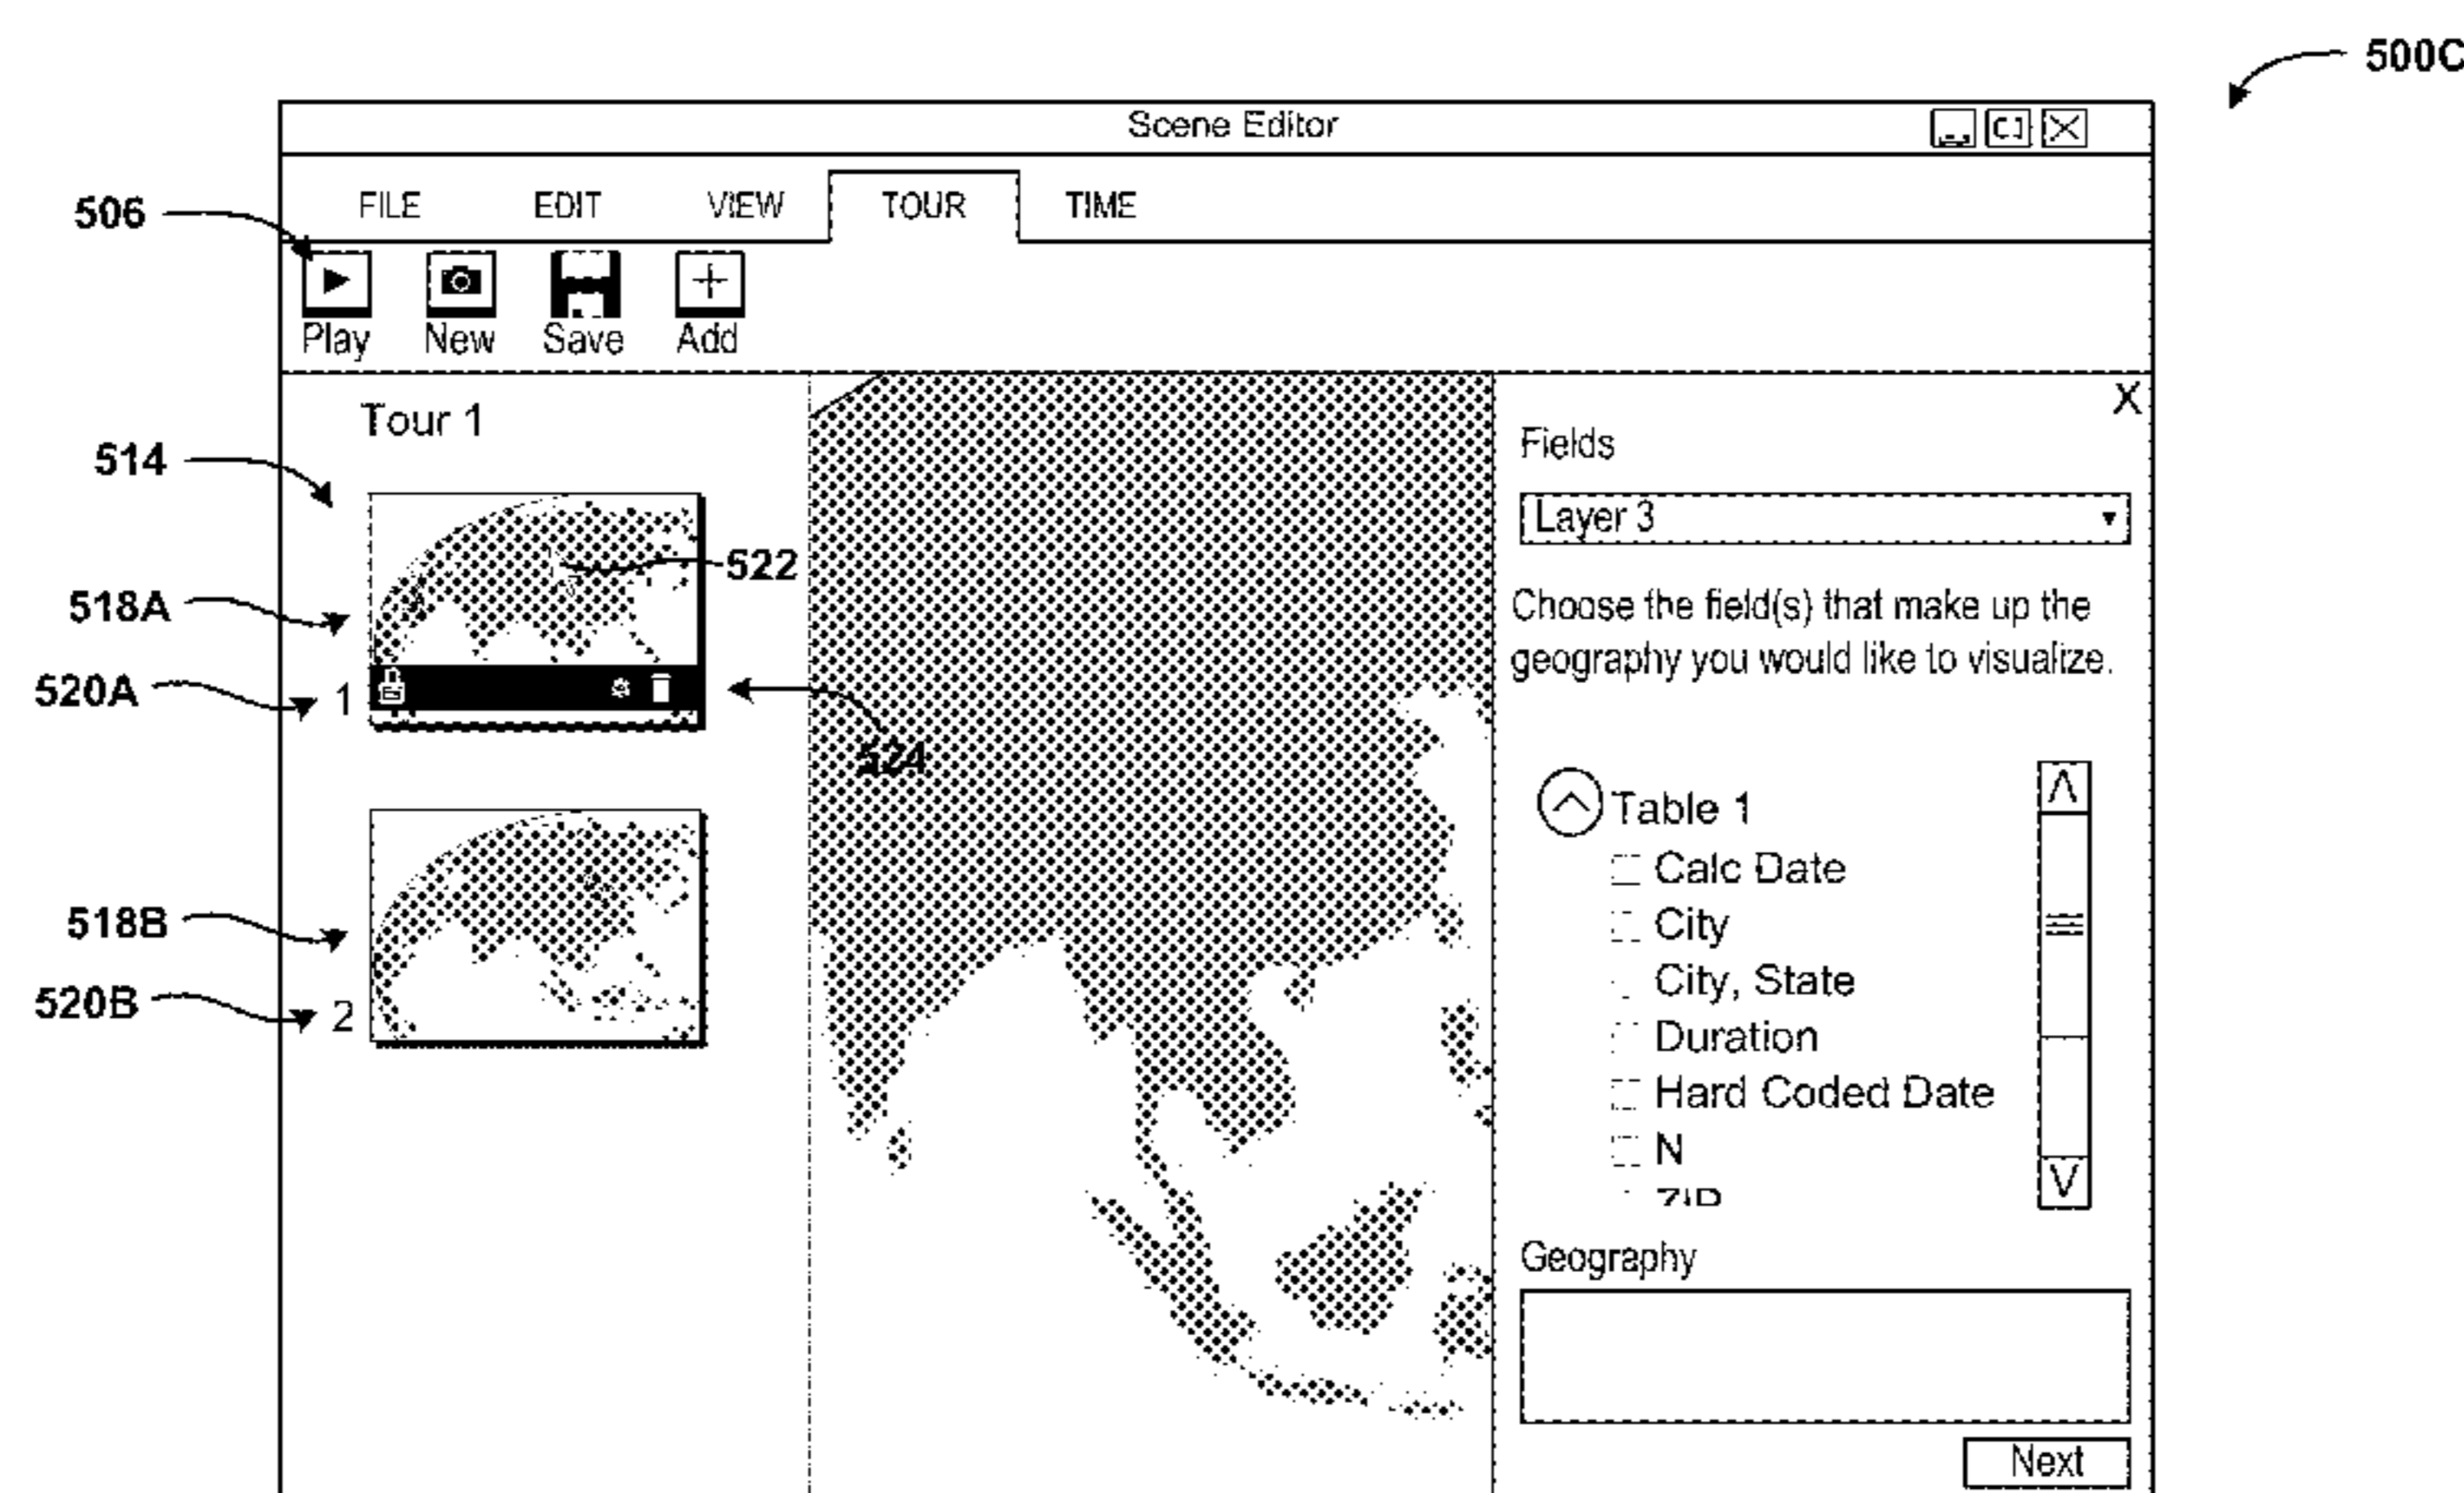 500C
Scene Editor
506
FILE EDIT VIEW TOUR TIME
Play New Save Add
Tour 1
X
514
Fields
Layer 3
522
518A
Choose the field(s) that make up the
geography you would like to visualize.
520A
1
524
Table 1
Calc Date
518B
City
City, State
520B
2
Duration
Hard Coded Date
N
ZIP
Geography
Next